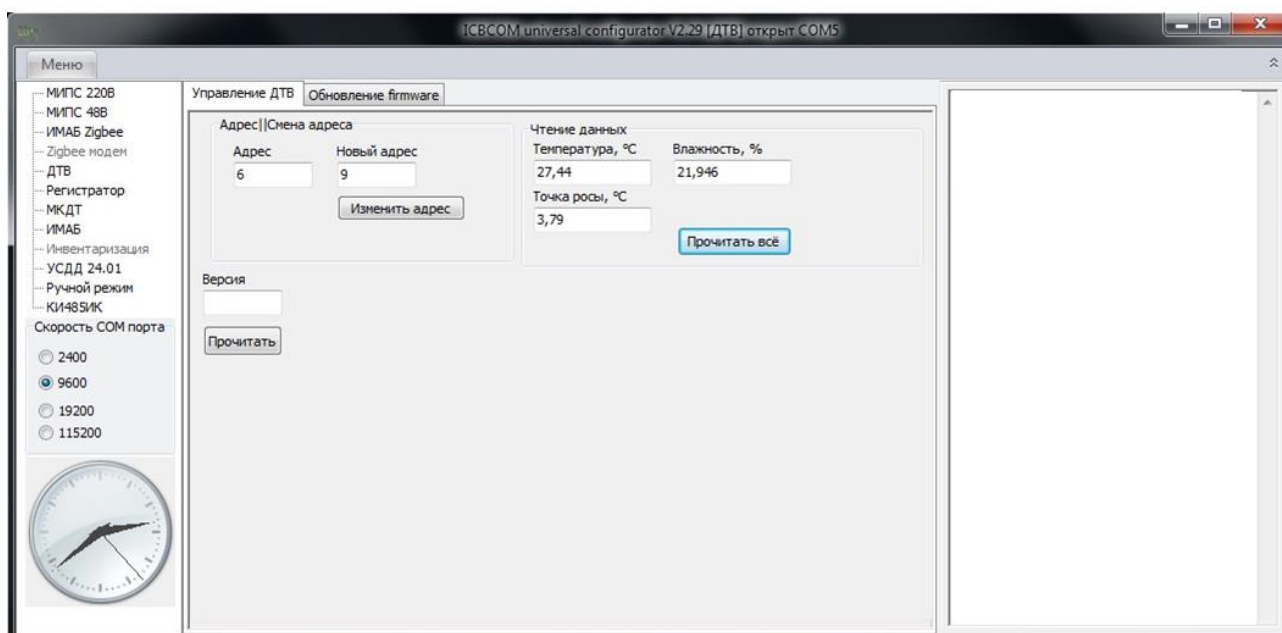 ICBCOM universal configurator V2.29 [ДТВ] открыт COM5
Меню
МИПС 220В
МИПС 48В
ИМАБ Zigbee
Zigbee модем
ДТВ
Регистратор
МКДТ
ИМАБ
Инвентаризация
УСДД 24.01
Ручной режим
КИ485ИК
Скорость COM порта
2400
9600
19200
115200
Управление ДТВ Обновление firmware
Адрес||Смена адреса
Адрес Новый адрес
6 9
Изменить адрес
Чтение данных
Температура, °C Влажность, %
27,44 21,946
Точка росы, °C
3,79
Прочитать всё
Версия
Прочитать